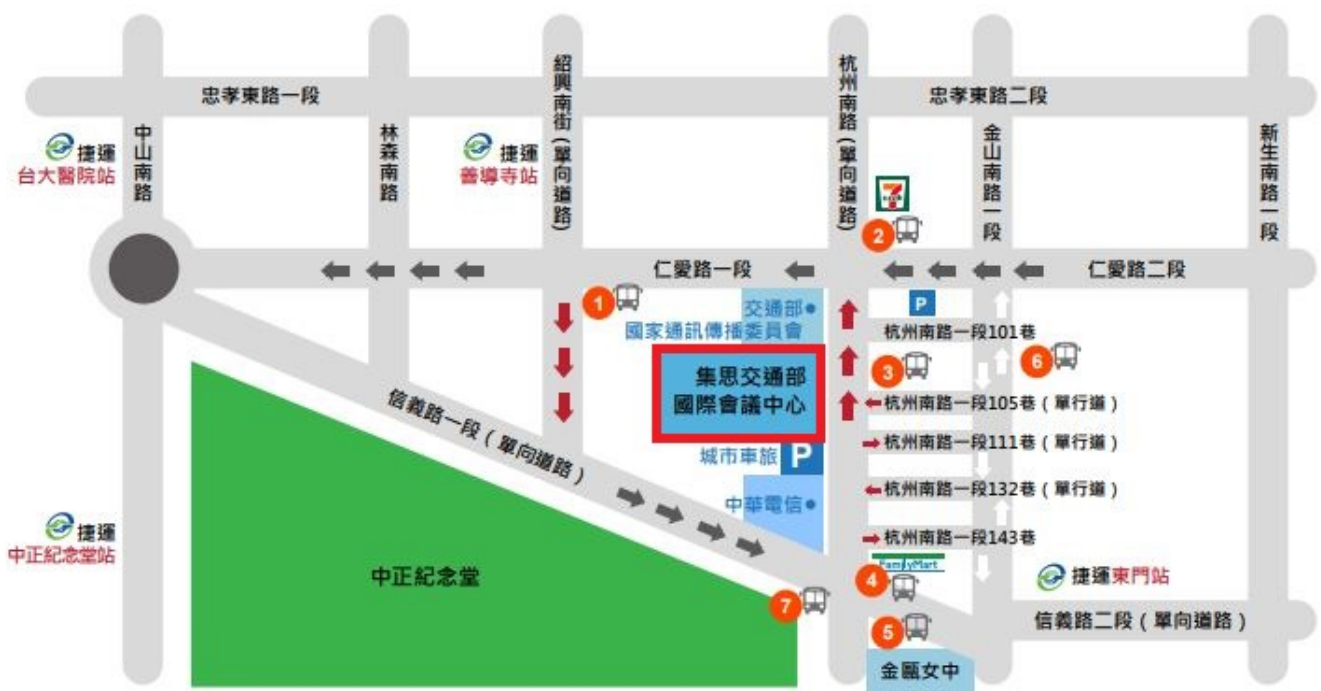 忠孝東路一段
忠孝東路二段
中山南路
林森南路
紹興南街(單向道路)
杭州南路(單向道路)
金山南路一段
新生南路一段
捷運
台大醫院站
捷運
善導寺站
7
2
仁愛路一段
仁愛路二段
1
交通部
國家通訊傳播委員會
P
杭州南路一段101巷
集思交通部
國際會議中心
3
6
杭州南路一段105巷(單行道)
信義路一段(單向道路)
杭州南路一段111巷(單行道)
城市車旅 P
杭州南路一段132巷(單行道)
中華電信
捷運
中正紀念堂站
杭州南路一段143巷
FamilyMart
中正紀念堂
4
捷運東門站
7
信義路二段(單向道路)
5
金甌女中